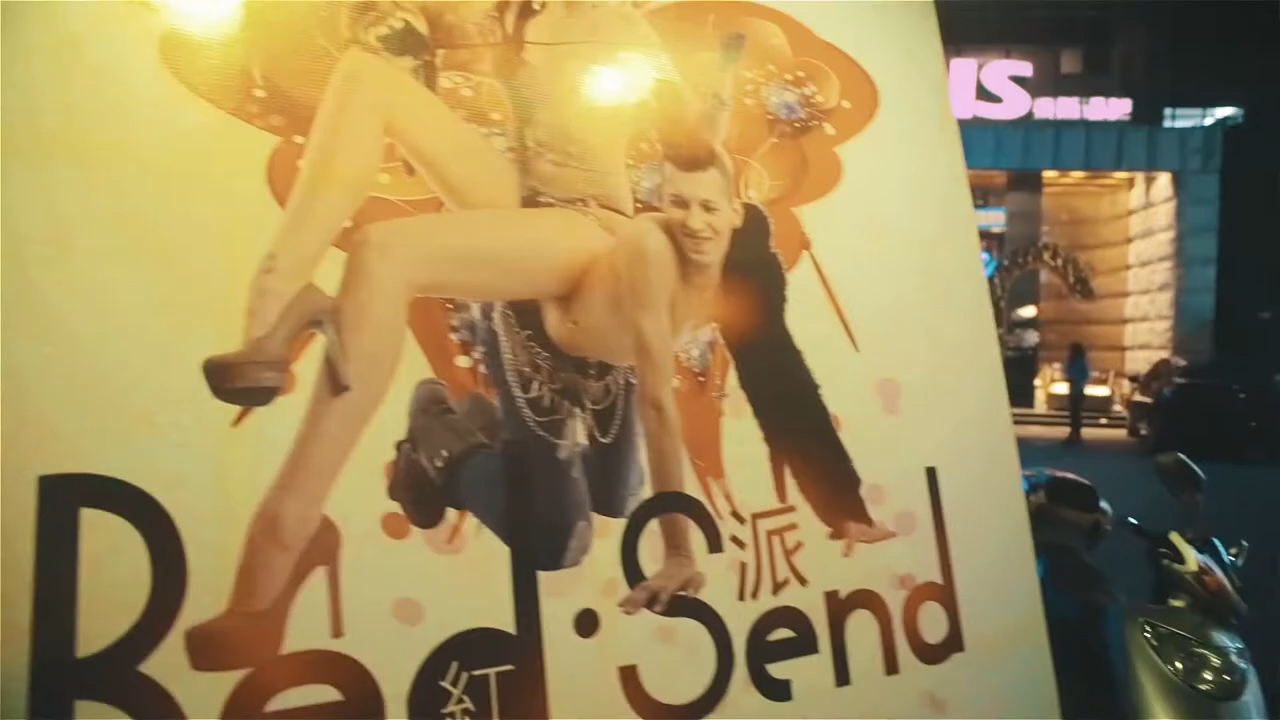 IS
派
Red·Send
紅